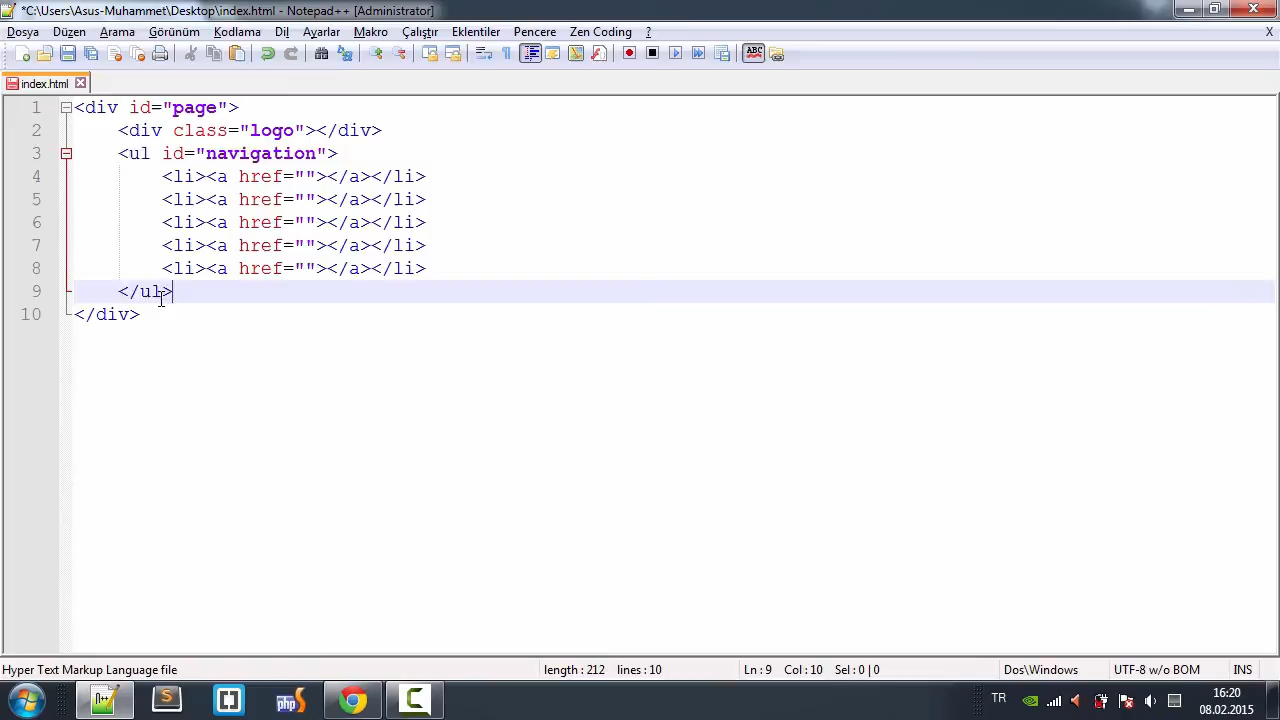 *C:\Users\Asus-Muhammet\Desktop\index.html - Notepad++ [Administrator]
Dosya Düzen Arama Görünüm Kodlama Dil Ayarlar Makro Çalıştır Eklentiler Pencere Zen Coding ? X
ABC
index.html
1 <div id="page">
2 <div class="logo"></div>
3 <ul id="navigation">
4 <li><a href=""></a></li>
5 <li><a href=""></a></li>
6 <li><a href=""></a></li>
7 <li><a href=""></a></li>
8 <li><a href=""></a></li>
9 </ul>
10 </div>
Hyper Text Markup Language file length : 212 lines : 10 Ln : 9 Col : 10 Sel : 0 | 0 Dos\Windows UTF-8 w/o BOM INS
php TR 16:20
08.02.2015